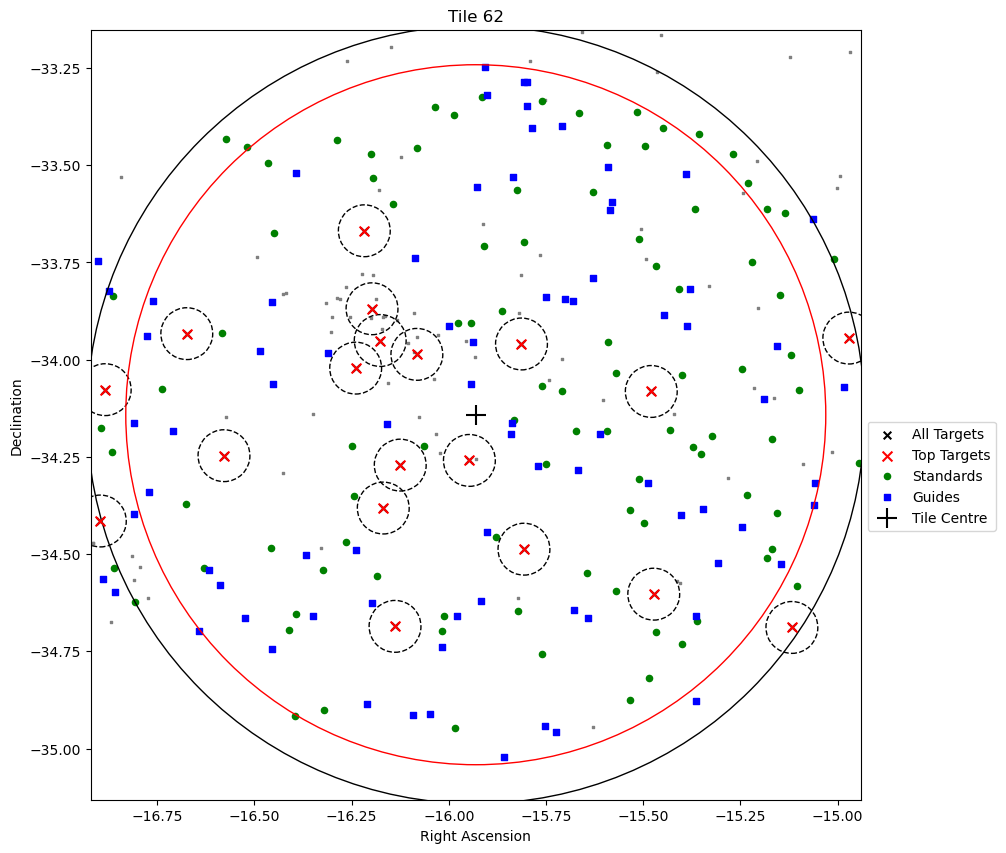 Tile 62
Declination
−33.25
−33.50
−33.75
−34.00
−34.25
−34.50
−34.75
−35.00
−16.75
−16.50
−16.25
−16.00
−15.75
−15.50
−15.25
−15.00
Right Ascension
All Targets
Top Targets
Standards
Guides
Tile Centre